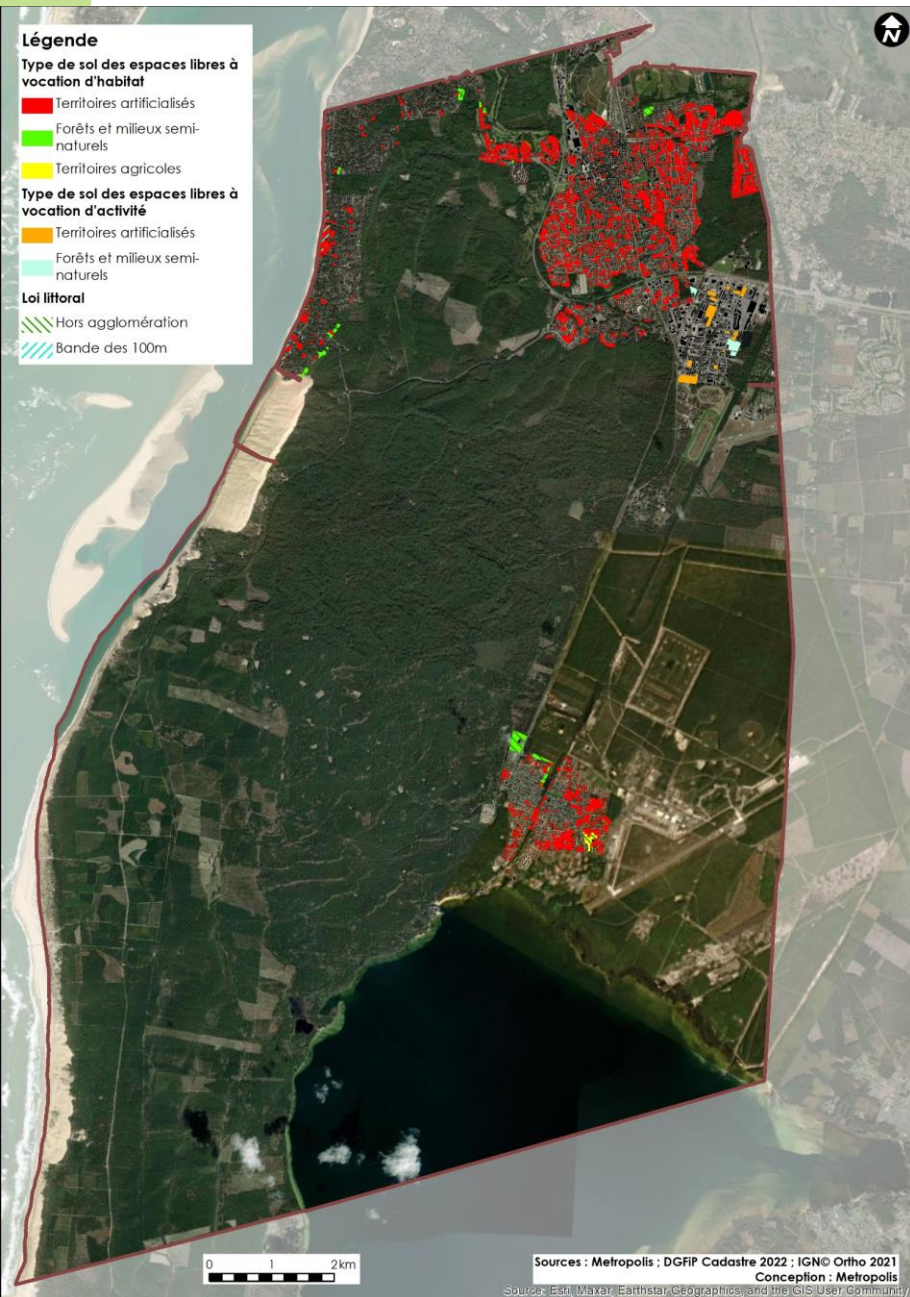 Légende
Type de sol des espaces libres à
vocation d'habitat
Territoires artificialisés
Forêts et milieux semi-
naturels
Territoires agricoles
Type de sol des espaces libres à
vocation d'activité
Territoires artificialisés
Forêts et milieux semi-
naturels
Loi littoral
Hors agglomération
Bande des 100m
N
0 1 2km
Sources : Metropolis ; DGFiP Cadastre 2022 ; IGN© Ortho 2021
Conception : Metropolis
Source: Esri, Maxar, Earthstar Geographics, and the GIS User Community